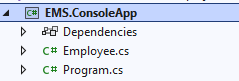 C# EMS.ConsoleApp
Dependencies
C# Employee.cs
C# Program.cs